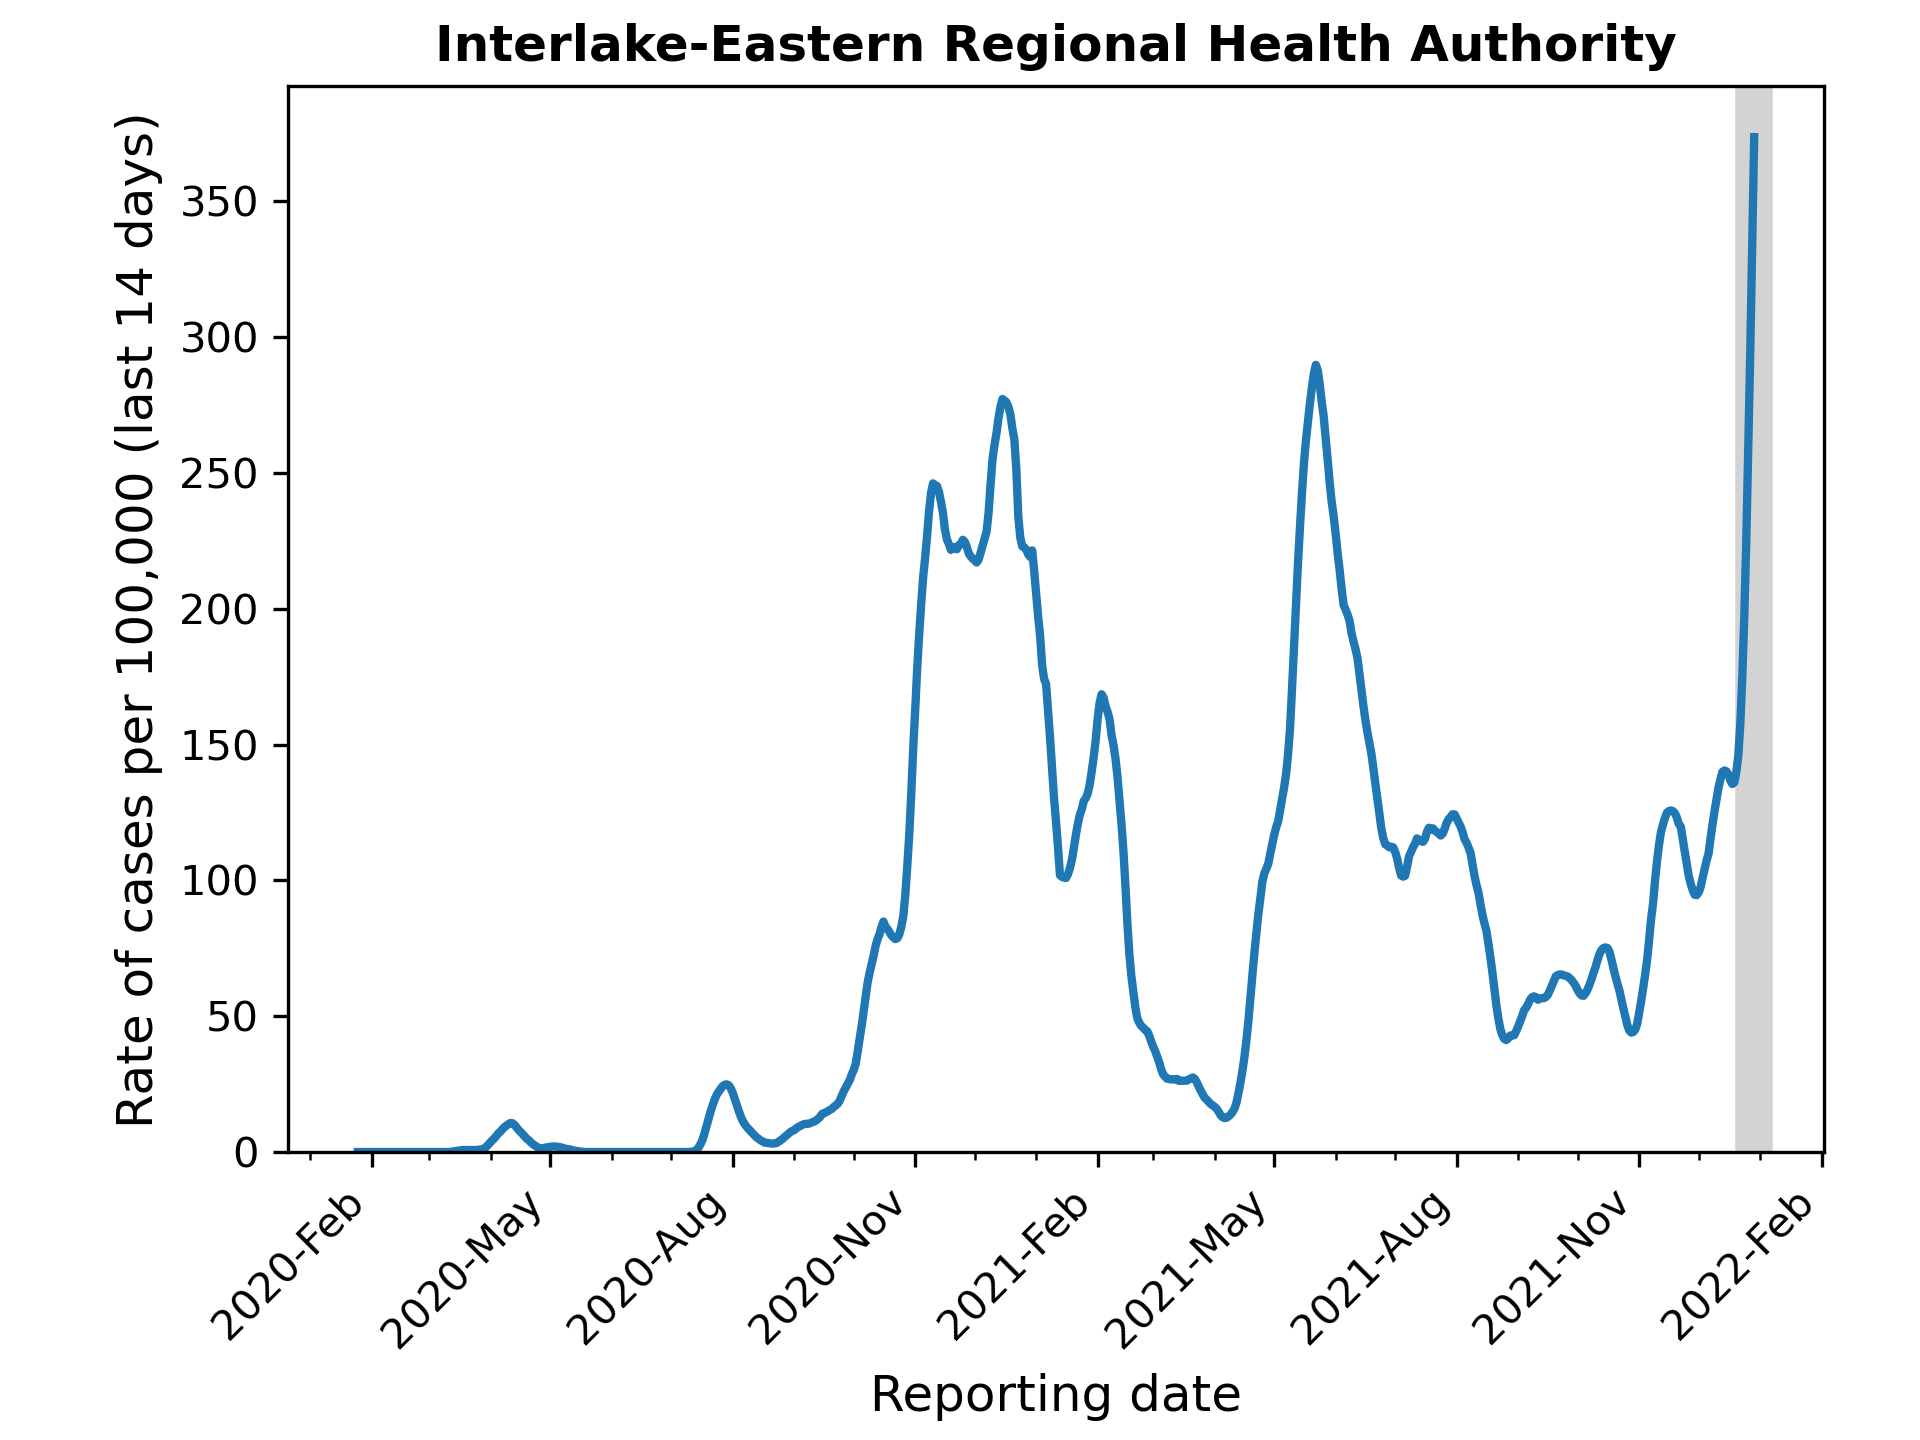 Interlake-Eastern Regional Health Authority
Rate of cases per 100,000 (last 14 days)
350
300
250
200
150
100
50
0
2020-Feb
2020-May
2020-Aug
2020-Nov
2021-Feb
2021-May
2021-Aug
2021-Nov
2022-Feb
Reporting date